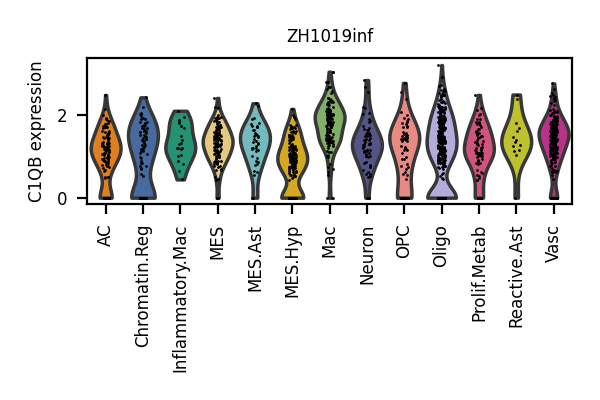 ZH1019inf
C1QB expression
2
0
AC
Chromatin.Reg
Inflammatory.Mac
MES
MES.Ast
MES.Hyp
Mac
Neuron
OPC
Oligo
Prolif.Metab
Reactive.Ast
Vasc